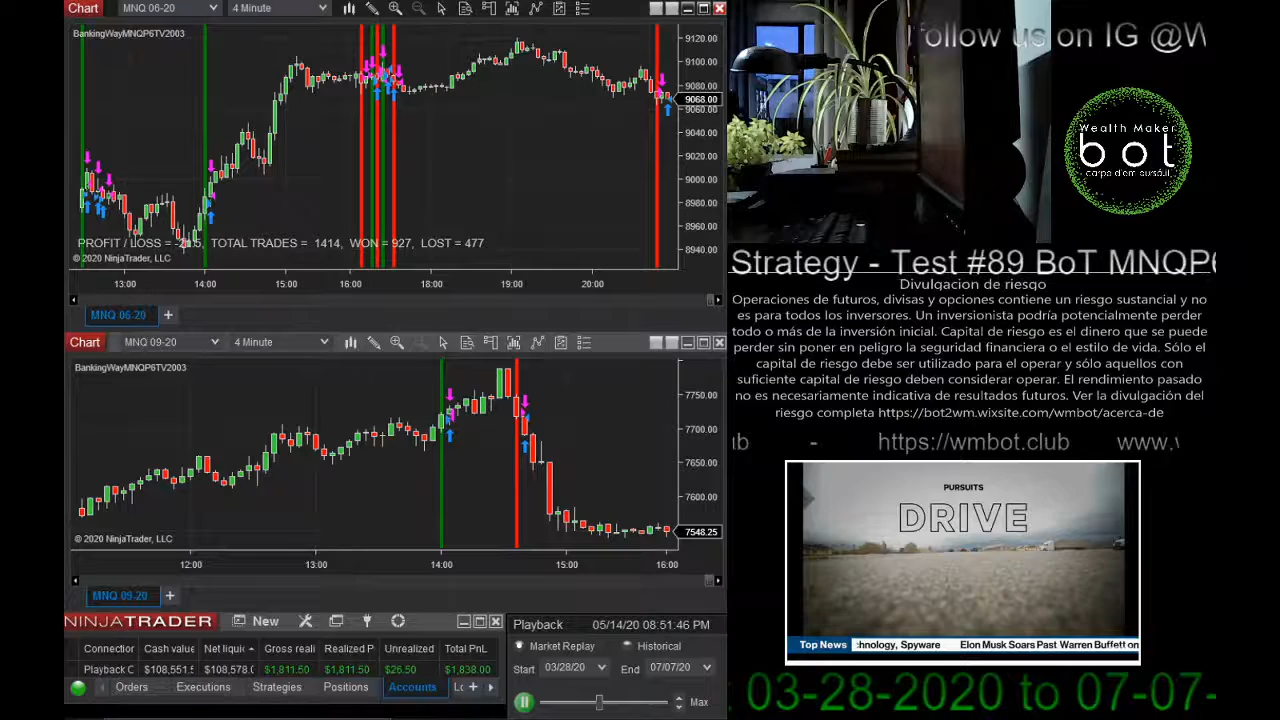 Chart MNQ 06-20 4 Minute
BankingWayMNQP6TV2003
9120.00
9100.00
9080.00
9068.00
9060.00
9040.00
9020.00
9000.00
8980.00
8960.00
8940.00
PROFIT / LOSS = TOTAL TRADES = 1414, WON = 927, LOST = 477
© 2020 NinjaTrader, LLC
13:00 14:00 15:00 16:00 17:00 18:00 19:00 20:00
MNQ 06-20 +
Chart MNQ 09-20 4 Minute
BankingWayMNQP6TV2003
7750.00
7700.00
7650.00
7600.00
7548.25
© 2020 NinjaTrader, LLC
12:00 13:00 14:00 15:00 16:00
MNQ 09-20 +
NINJATRADER New
Connection Cash value Net liquid Gross reali Realized P Unrealized Total PnL
Playback C $108,551.5 $108,578.0 $1,811.50 $1,811.50 $26.50 $1,838.00
Orders Executions Strategies Positions Accounts Lo +
Playback 05/14/20 08:51:46 PM
Market Replay Historical
Start 03/28/20 End 07/07/20
Max
follow us on IG @W
Wealth Maker
bot
Strategy - Test #89 BoT MNQP6
Divulgacion de riesgo
Operaciones de futuros, divisas y opciones contiene un riesgo sustancial y no
es para todos los inversores. Un inversionista podría potencialmente perder
todo o más de la inversión inicial. Capital de riesgo es el dinero que se puede
perder sin poner en peligro la seguridad financiera o el estilo de vida. Sólo el
capital de riesgo debe ser utilizado para el operar y sólo aquellos con
suficiente capital de riesgo deben considerar operar. El rendimiento pasado
no es necesariamente indicativa de resultados futuros. Ver la divulgación del
riesgo completa https://bot2wm.wixsite.com/wmbot/acerca-de
ub - https://wmbot.club www.
PURSUITS
DRIVE
Top News hnology, Spyware Elon Musk Soars Past Warren Buffett on
03-28-2020 to 07-07-